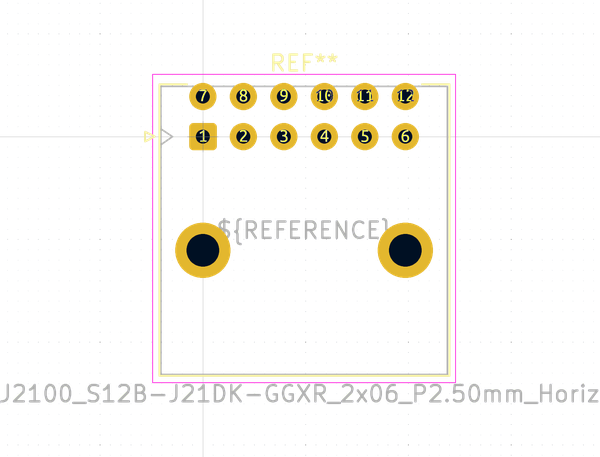 REF**
7 8 9 10 11 12
1 2 3 4 5 6
${REFERENCE}
J2100_S12B-J21DK-GGXR_2x06_P2.50mm_Horiz